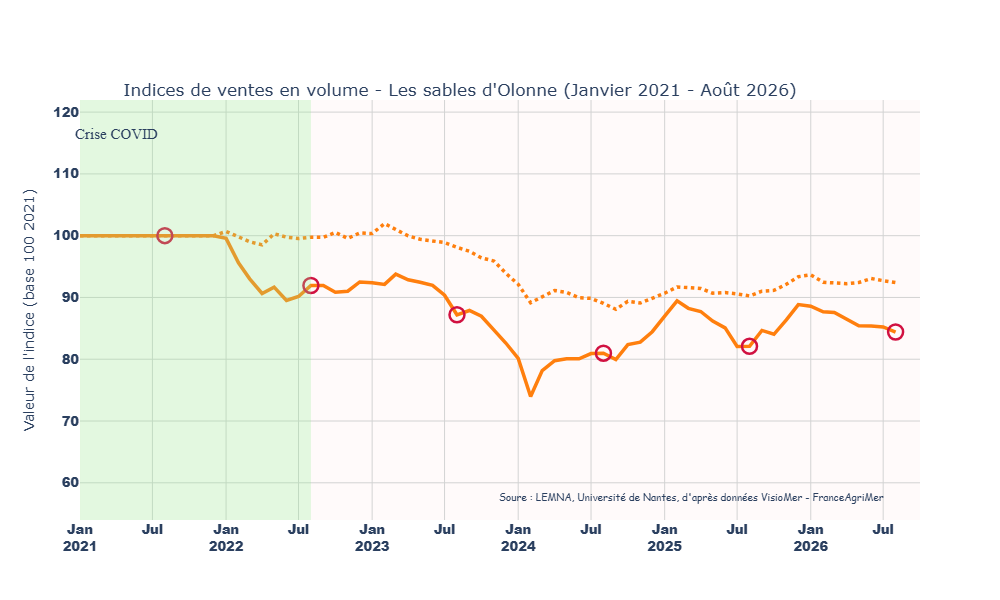 Indices de ventes en volume - Les sables d'Olonne (Janvier 2021 - Août 2026)
120
Crise COVID
110
100
90
80
70
60
Valeur de l'indice (base 100 2021)
Soure : LEMNA, Université de Nantes, d'après données VisioMer - FranceAgriMer
Jan Jul Jan Jul Jan Jul Jan Jul Jan Jul Jan Jul
2021 2022 2023 2024 2025 2026